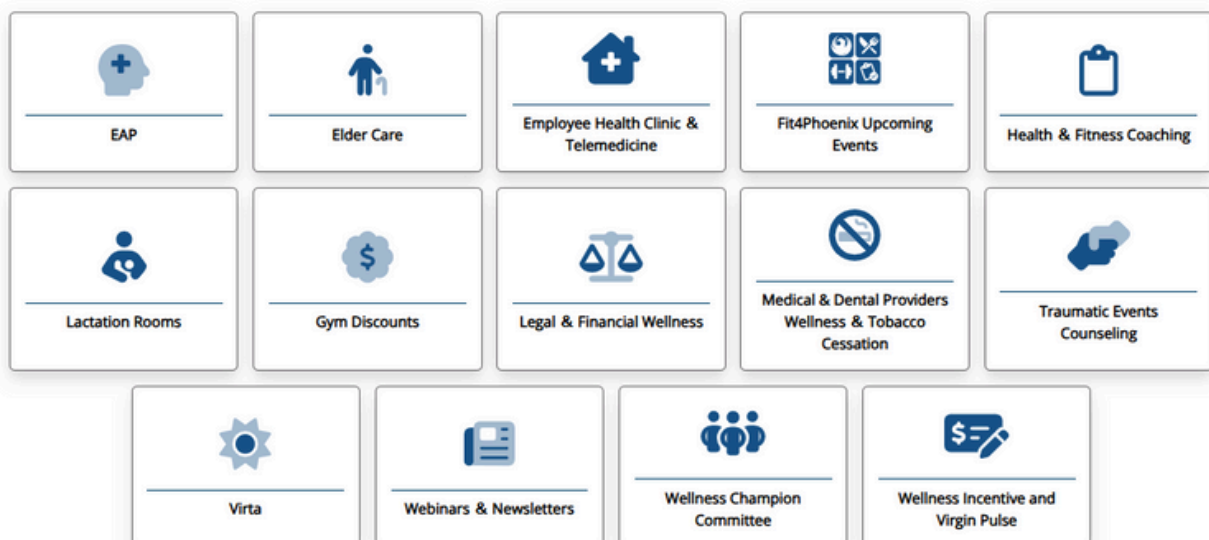 EAP
Elder Care
Employee Health Clinic &
Telemedicine
Fit4Phoenix Upcoming
Events
Health & Fitness Coaching
Lactation Rooms
Gym Discounts
$
Legal & Financial Wellness
Medical & Dental Providers
Wellness & Tobacco
Cessation
Traumatic Events
Counseling
Virta
Webinars & Newsletters
Wellness Champion
Committee
$
Wellness Incentive and
Virgin Pulse